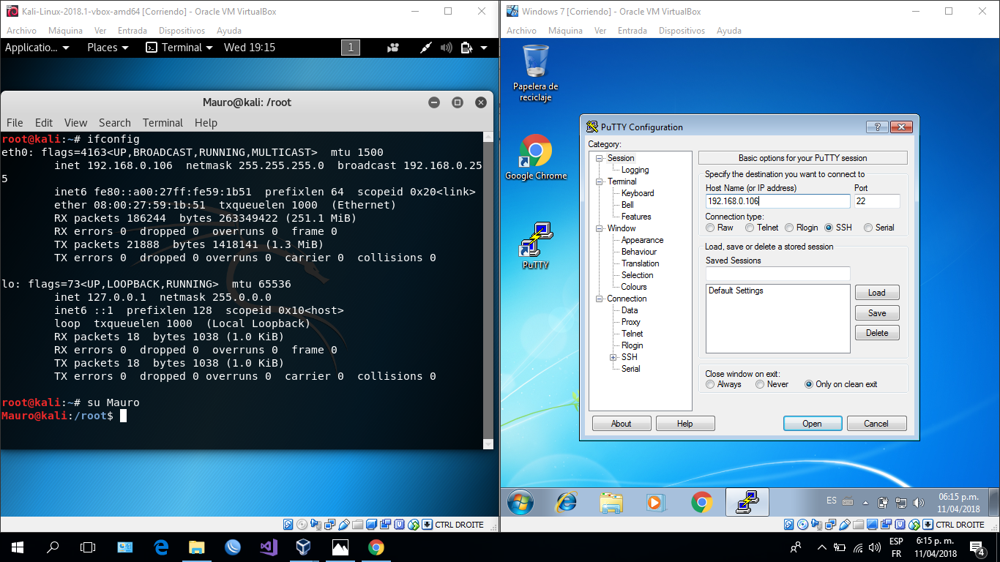 Kali-Linux-2018.1-vbox-amd64 [Corriendo] - Oracle VM VirtualBox
Archivo Máquina Ver Entrada Dispositivos Ayuda
Applicatio... Places Terminal Wed 19:15 1
Mauro@kali: /root
File Edit View Search Terminal Help
root@kali:~# ifconfig
eth0: flags=4163<UP,BROADCAST,RUNNING,MULTICAST>  mtu 1500
        inet 192.168.0.106  netmask 255.255.255.0  broadcast 192.168.0.25
5
        inet6 fe80::a00:27ff:fe59:1b51  prefixlen 64  scopeid 0x20<link>
        ether 08:00:27:59:1b:51  txqueuelen 1000  (Ethernet)
        RX packets 186244  bytes 263349422 (251.1 MiB)
        RX errors 0  dropped 0  overruns 0  frame 0
        TX packets 21888  bytes 1418141 (1.3 MiB)
        TX errors 0  dropped 0 overruns 0  carrier 0  collisions 0
lo: flags=73<UP,LOOPBACK,RUNNING>  mtu 65536
        inet 127.0.0.1  netmask 255.0.0.0
        inet6 ::1  prefixlen 128  scopeid 0x10<host>
        loop  txqueuelen 1000  (Local Loopback)
        RX packets 18  bytes 1038 (1.0 KiB)
        RX errors 0  dropped 0  overruns 0  frame 0
        TX packets 18  bytes 1038 (1.0 KiB)
        TX errors 0  dropped 0 overruns 0  carrier 0  collisions 0
root@kali:~# su Mauro
Mauro@kali:/root$
CTRL DROITE
Windows 7 [Corriendo] - Oracle VM VirtualBox
Archivo Máquina Ver Entrada Dispositivos Ayuda
Papelera de
reciclaje
Google Chrome
PuTTY
PuTTY Configuration
Category:
Session
Logging
Terminal
Keyboard
Bell
Features
Window
Appearance
Behaviour
Translation
Selection
Colours
Connection
Data
Proxy
Telnet
Rlogin
SSH
Serial
Basic options for your PuTTY session
Specify the destination you want to connect to
Host Name (or IP address) Port
192.168.0.106 22
Connection type:
Raw Telnet Rlogin SSH Serial
Load, save or delete a stored session
Saved Sessions
Default Settings
Load
Save
Delete
Close window on exit:
Always Never Only on clean exit
About Help Open Cancel
ES 06:15 p.m.
11/04/2018
CTRL DROITE
ESP 6:15 p. m.
FR 11/04/2018
4